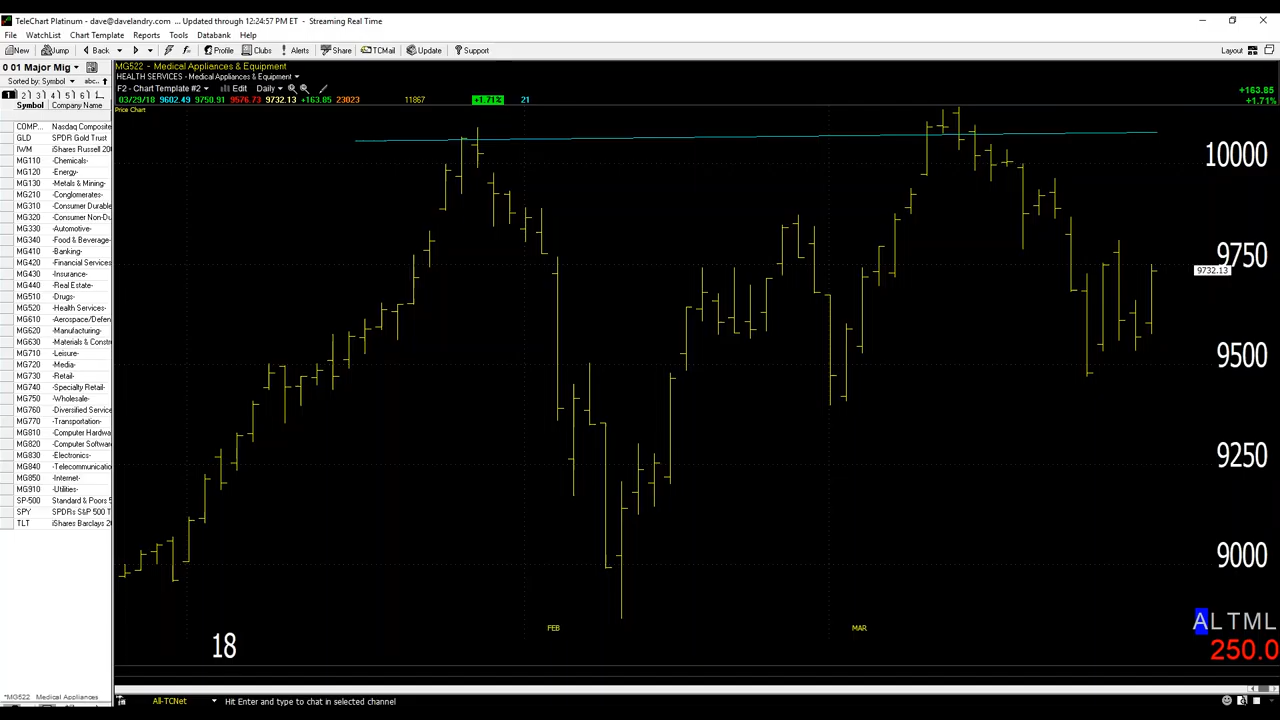 TeleChart Platinum - dave@davelandry.com ... Updated through 12:24:57 PM ET - Streaming Real Time
File WatchList Chart Template Reports Tools Databank Help
New Jump Back Profile Clubs Alerts Share TCMail Update Support Layout
0 01 Major Mig
Sorted by: Symbol abc..
1 2 3 4 5 6 1..
Symbol Company Name
COMP... Nasdaq Composite
GLD SPDR Gold Trust
IWM iShares Russell 200
MG110 -Chemicals-
MG120 -Energy-
MG130 -Metals & Mining-
MG210 -Conglomerates-
MG310 -Consumer Durable
MG320 -Consumer Non-Du
MG330 -Automotive-
MG340 -Food & Beverage-
MG410 -Banking-
MG420 -Financial Services
MG430 -Insurance-
MG440 -Real Estate-
MG510 -Drugs-
MG520 -Health Services-
MG610 -Aerospace/Defen
MG620 -Manufacturing-
MG630 -Materials & Constr
MG710 -Leisure-
MG720 -Media-
MG730 -Retail-
MG740 -Specialty Retail-
MG750 -Wholesale-
MG760 -Diversified Service
MG770 -Transportation-
MG810 -Computer Hardwa
MG820 -Computer Softwar
MG830 -Electronics-
MG840 -Telecommunicatio
MG850 -Internet-
MG910 -Utilities-
SP-500 Standard & Poors 5
SPY SPDRs S&P 500 T
TLT iShares Barclays 20
*MG522 Medical Appliances
MG522 - Medical Appliances & Equipment
HEALTH SERVICES - Medical Appliances & Equipment
F2 - Chart Template #2 Edit Daily
03/29/18 9602.49 9750.91 9576.73 9732.13 +163.85 23023 11867 +1.71% 21
Price Chart
+163.85
+1.71%
10000
9750
9732.13
9500
9250
9000
ALTML
250.0
FEB MAR
18
All-TCNet Hit Enter and type to chat in selected channel